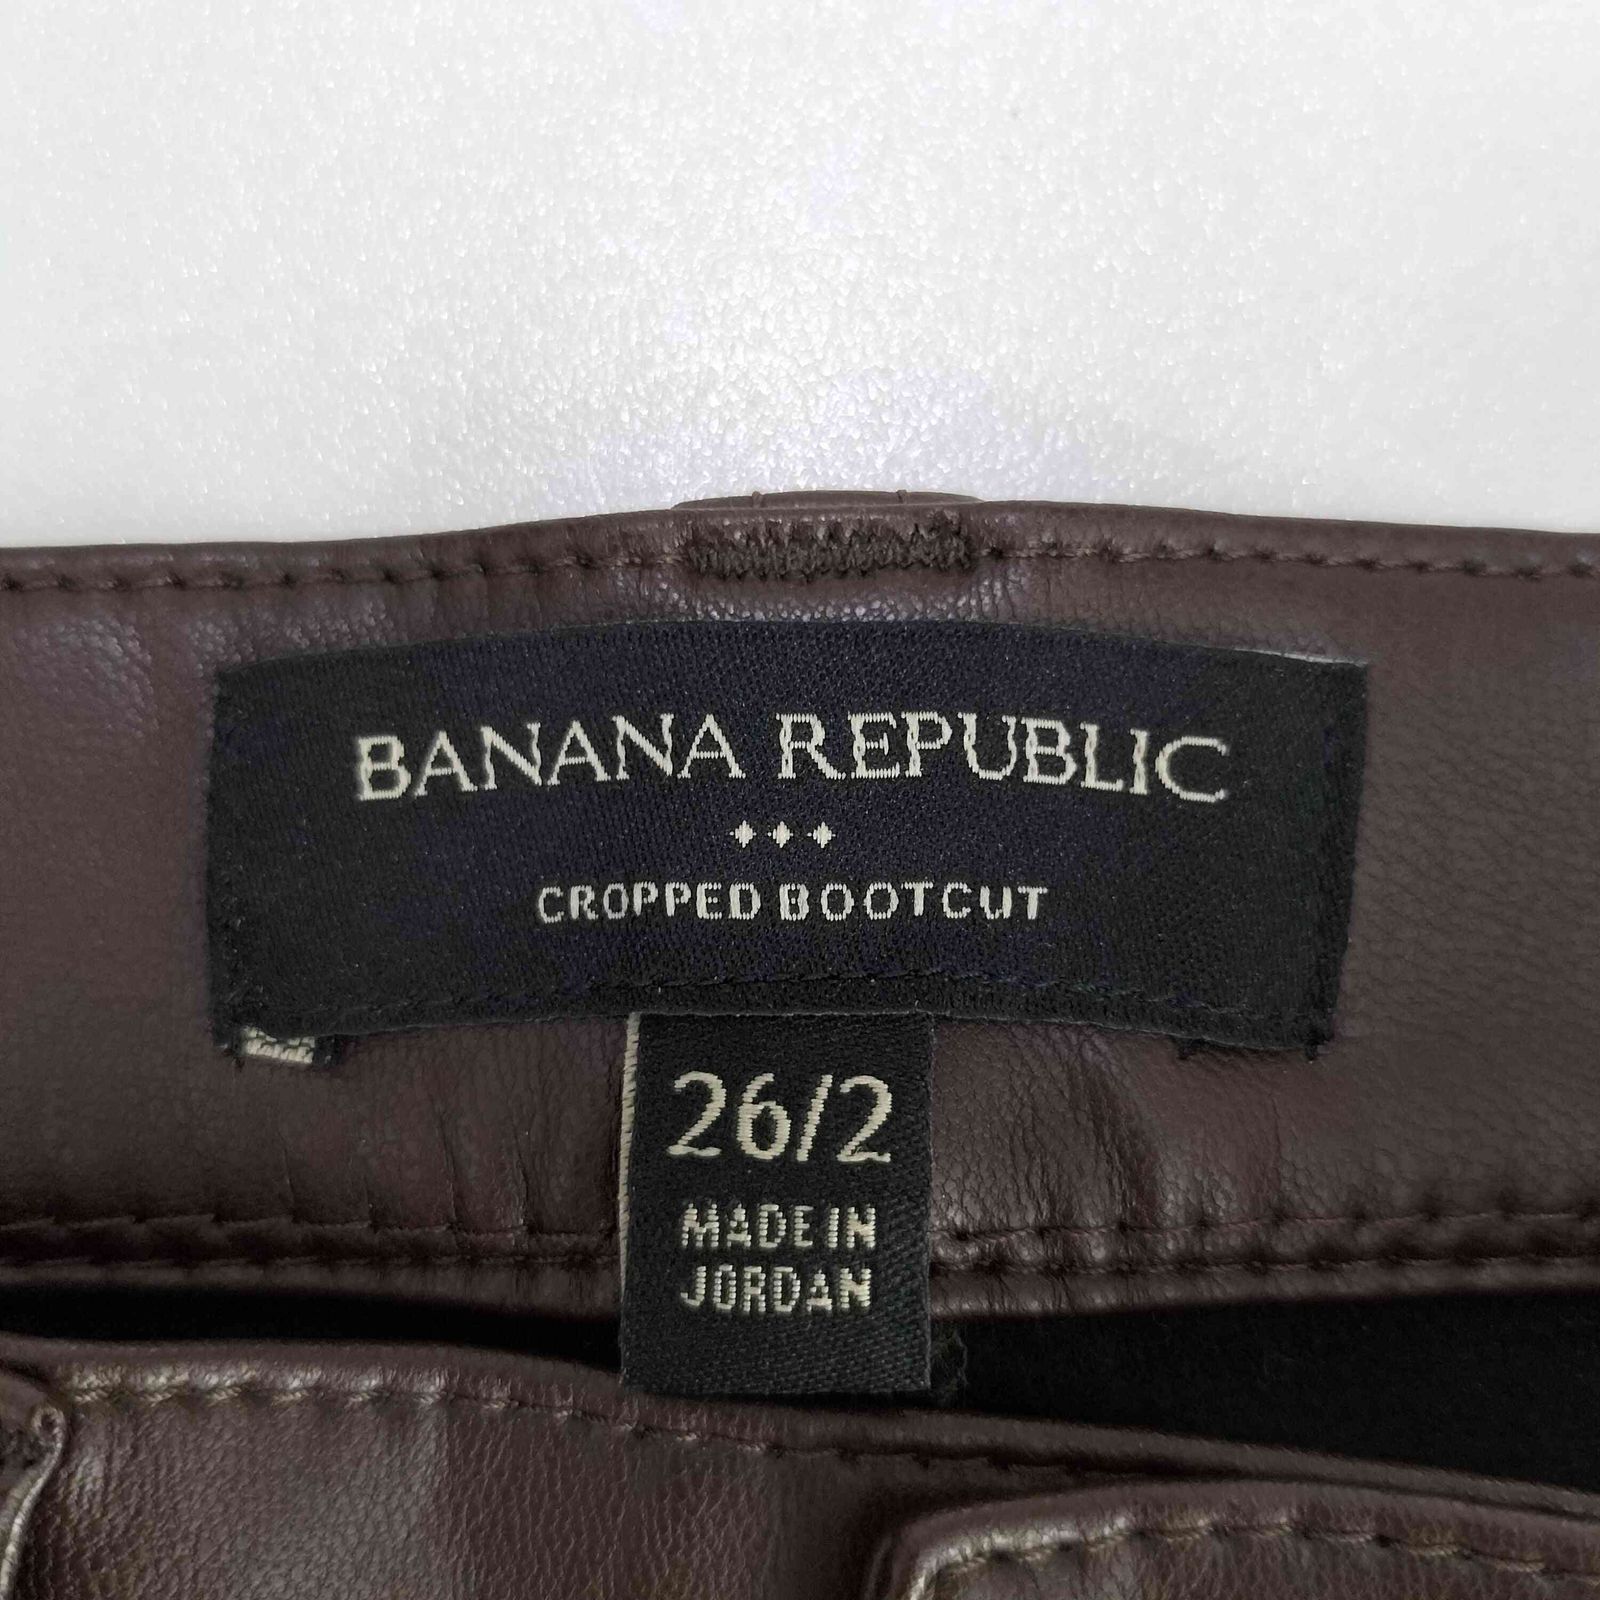 BANANA REPUBLIC
CROPPED BOOTCUT
26/2
MADE IN
JORDAN